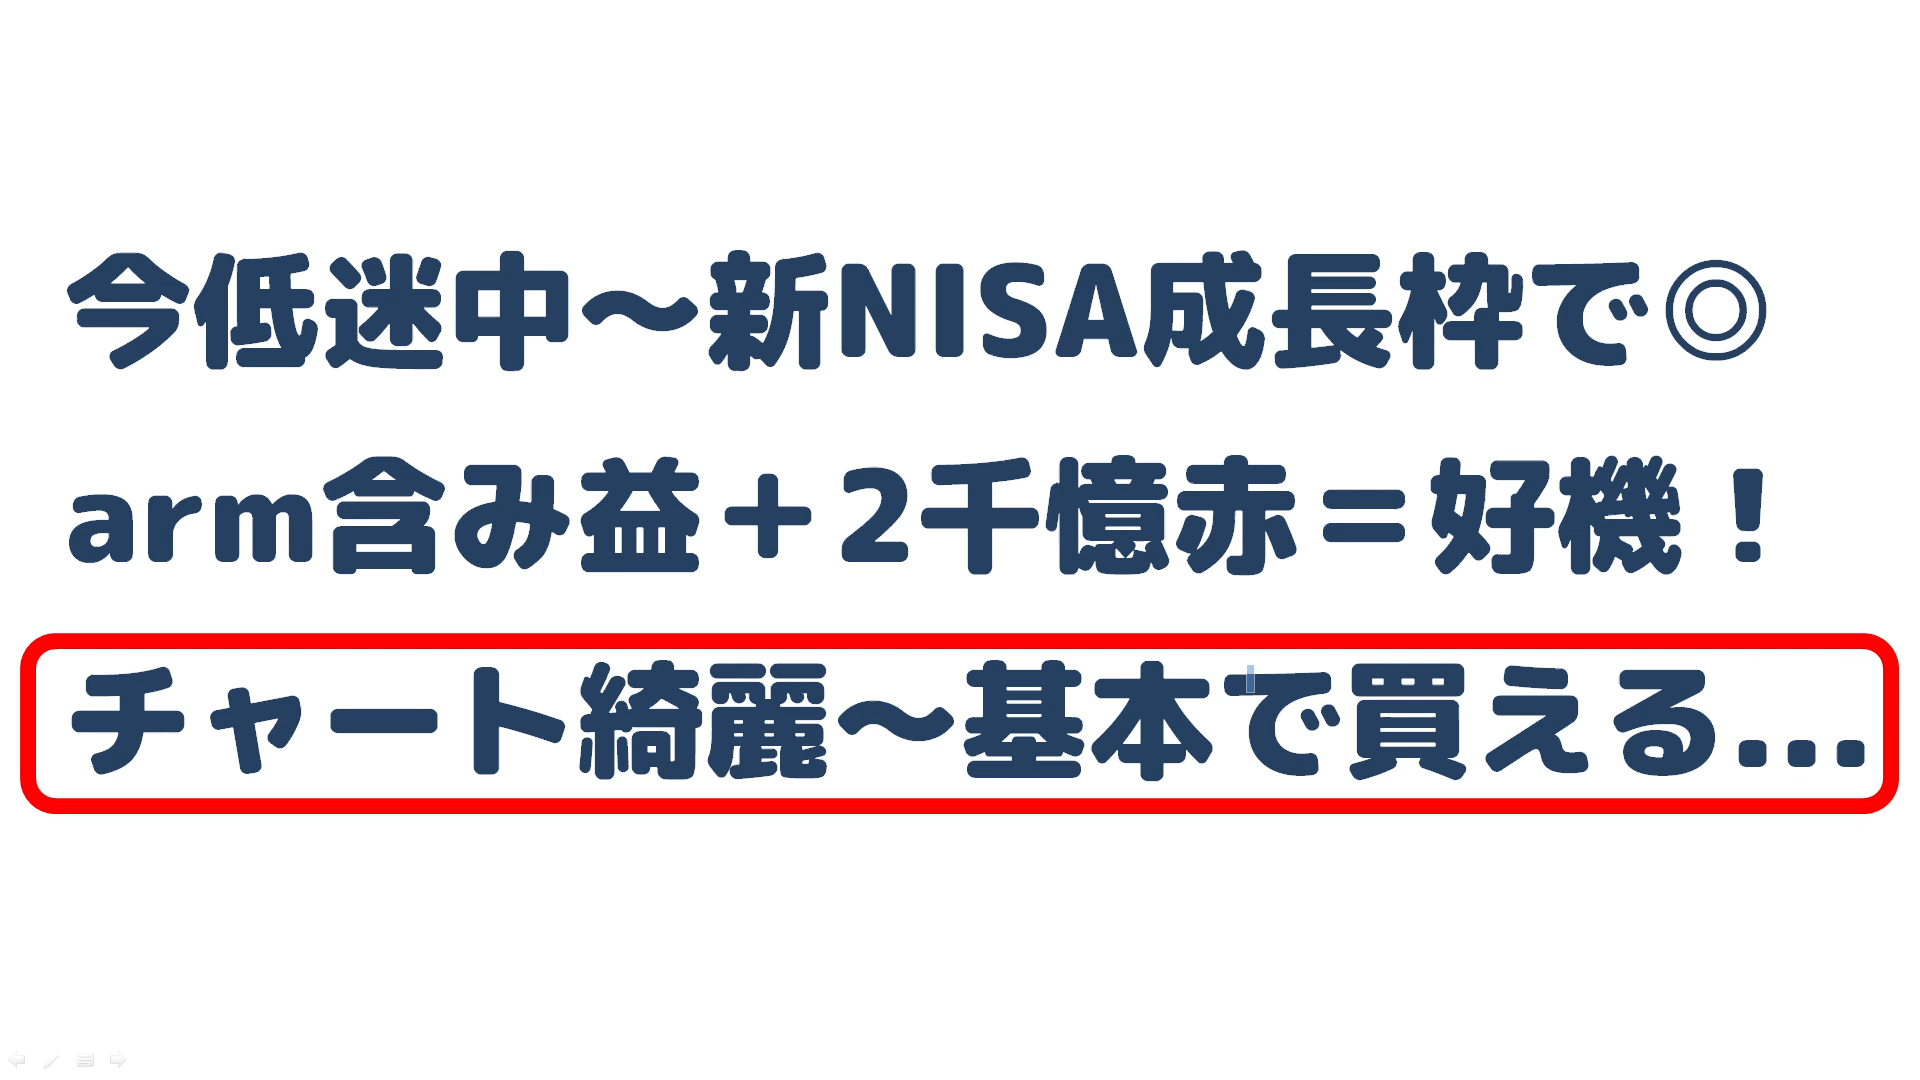 今低迷中～新NISA成長枠で◎
arm含み益＋2千憶赤＝好機！
チャート綺麗～基本で買える...